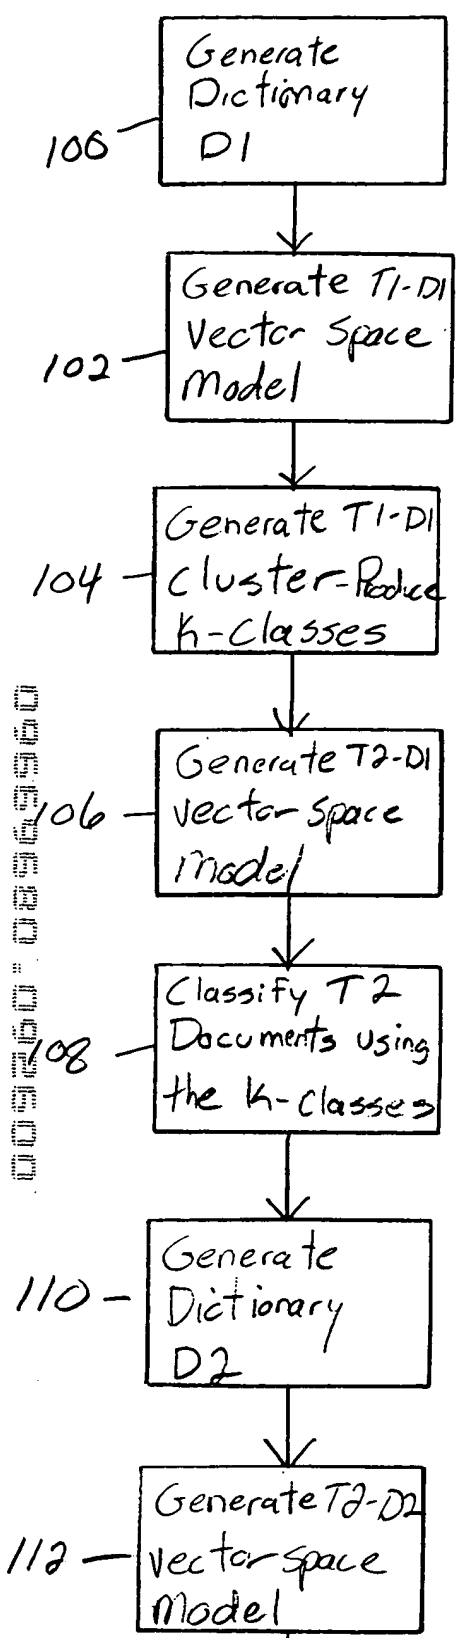 Generate
Dictionary
D1
100
Generate T1-D1
Vector Space
Model
102
Generate T1-D1
Cluster-Produce
K-Classes
104
Generate T2-D1
Vector Space
Model
106
Classify T2
Documents using
the K-Classes
108
Generate
Dictionary
D2
110
Generate T2-D2
Vector Space
Model
112
09669680.092600